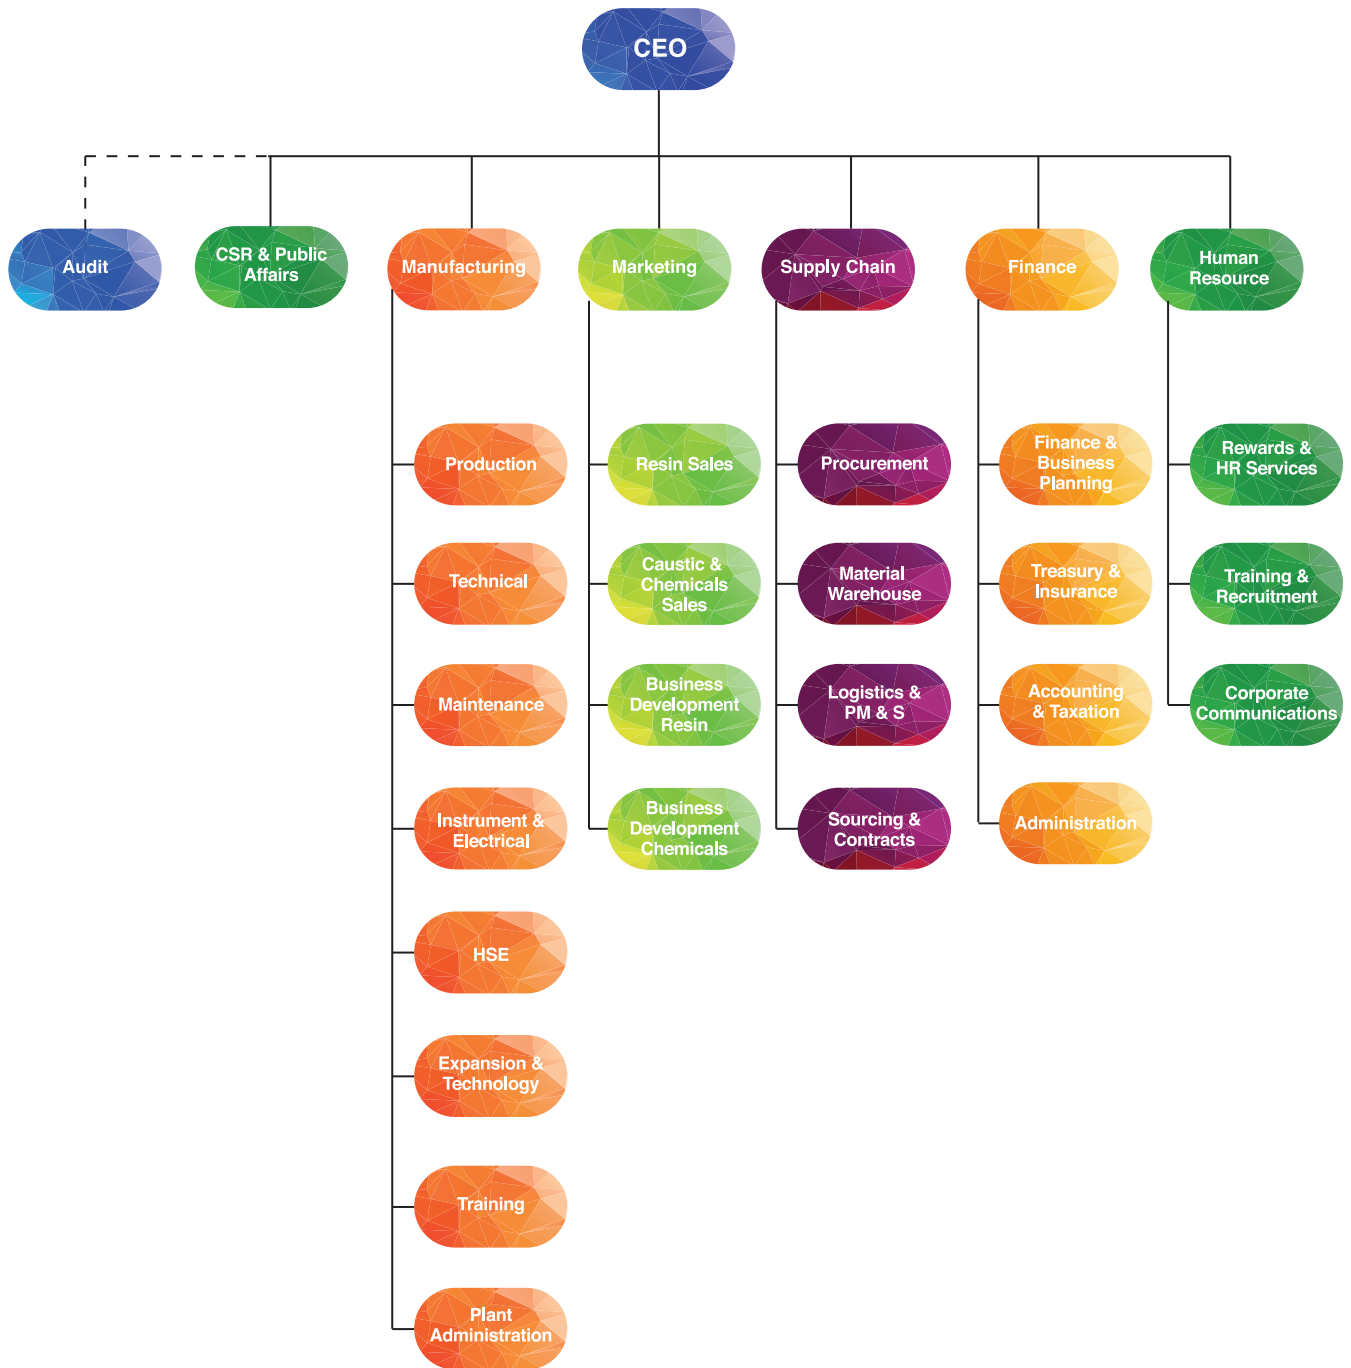 CEO
Audit
CSR & Public
Affairs
Manufacturing
Marketing
Supply Chain
Finance
Human
Resource
Production
Technical
Maintenance
Instrument &
Electrical
HSE
Expansion &
Technology
Training
Plant
Administration
Resin Sales
Caustic &
Chemicals
Sales
Business
Development
Resin
Business
Development
Chemicals
Procurement
Material
Warehouse
Logistics &
PM & S
Sourcing &
Contracts
Finance &
Business
Planning
Treasury &
Insurance
Accounting
& Taxation
Administration
Rewards &
HR Services
Training &
Recruitment
Corporate
Communications